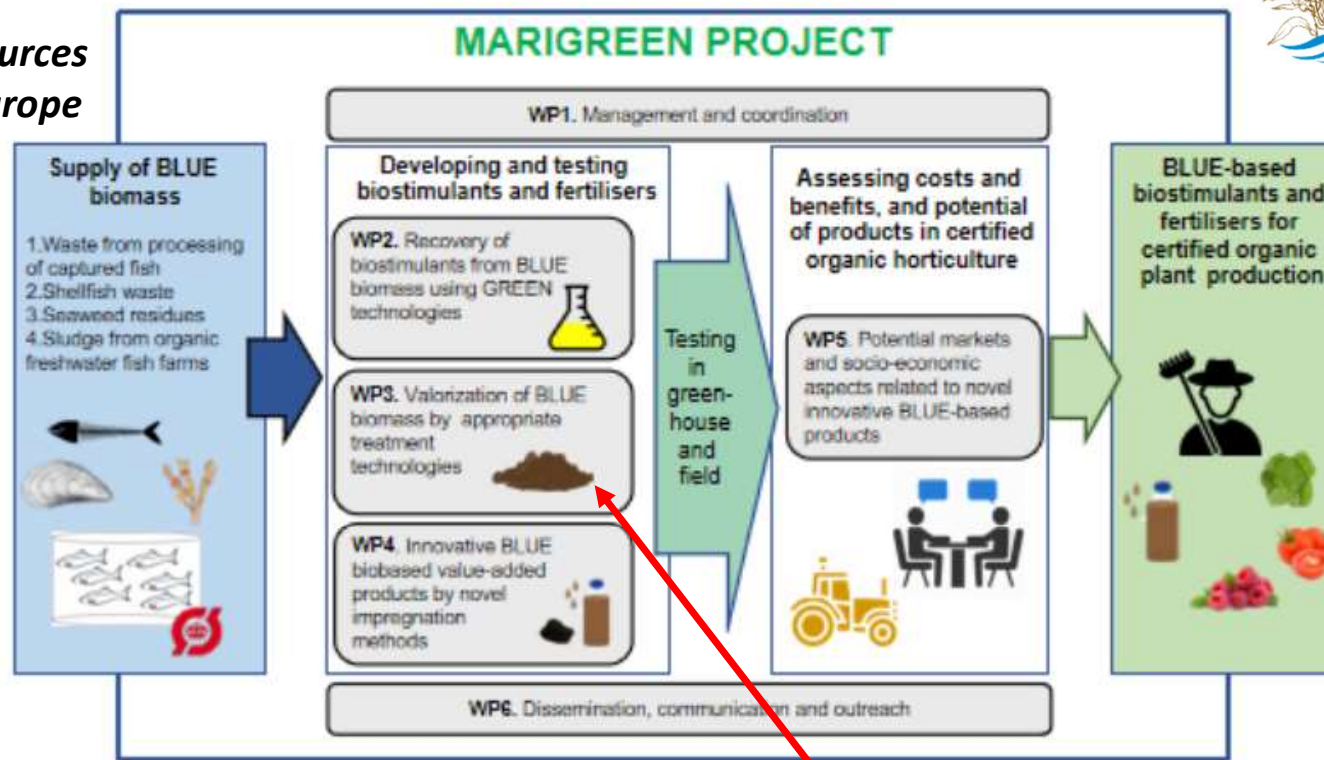 ources
urope
MARIGREEN PROJECT
WP1. Management and coordination
Supply of BLUE
biomass
1.Waste from processing
of captured fish
2.Shellfish waste
3.Seaweed residues
4.Sludge from organic
freshwater fish farms
Developing and testing
biostimulants and fertilisers
WP2. Recovery of
biostimulants from BLUE
biomass using GREEN
technologies
WP3. Valorization of BLUE
biomass by appropriate
treatment
technologies
WP4. Innovative BLUE
biobased value-added
products by novel
impregnation
methods
Testing
in
green-
house
and
field
Assessing costs and
benefits, and potential
of products in certified
organic horticulture
WP5. Potential markets
and socio-economic
aspects related to novel
innovative BLUE-based
products
BLUE-based
biostimulants and
fertilisers for
certified organic
plant production
WP6. Dissemination, communication and outreach